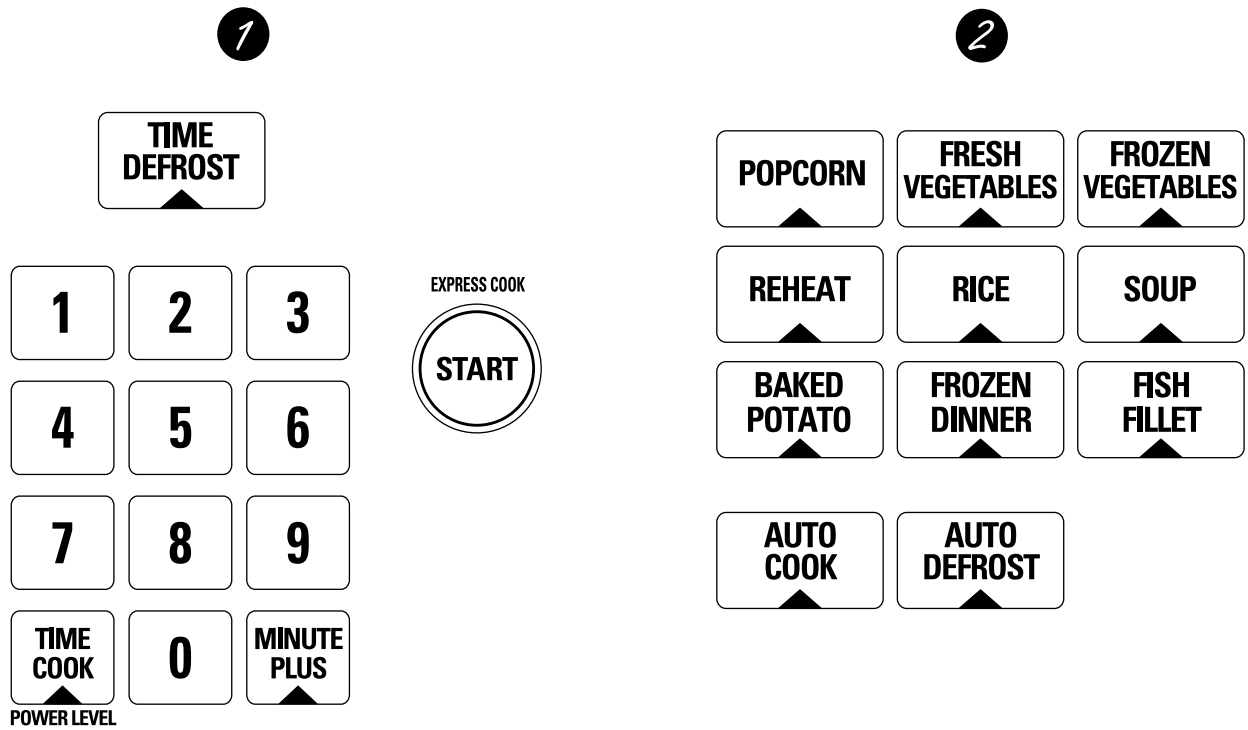 1
TIME
DEFROST
1 2 3
4 5 6
7 8 9
TIME
COOK
0
MINUTE
PLUS
POWER LEVEL
EXPRESS COOK
START
2
POPCORN
FRESH
VEGETABLES
FROZEN
VEGETABLES
REHEAT
RICE
SOUP
BAKED
POTATO
FROZEN
DINNER
FISH
FILLET
AUTO
COOK
AUTO
DEFROST